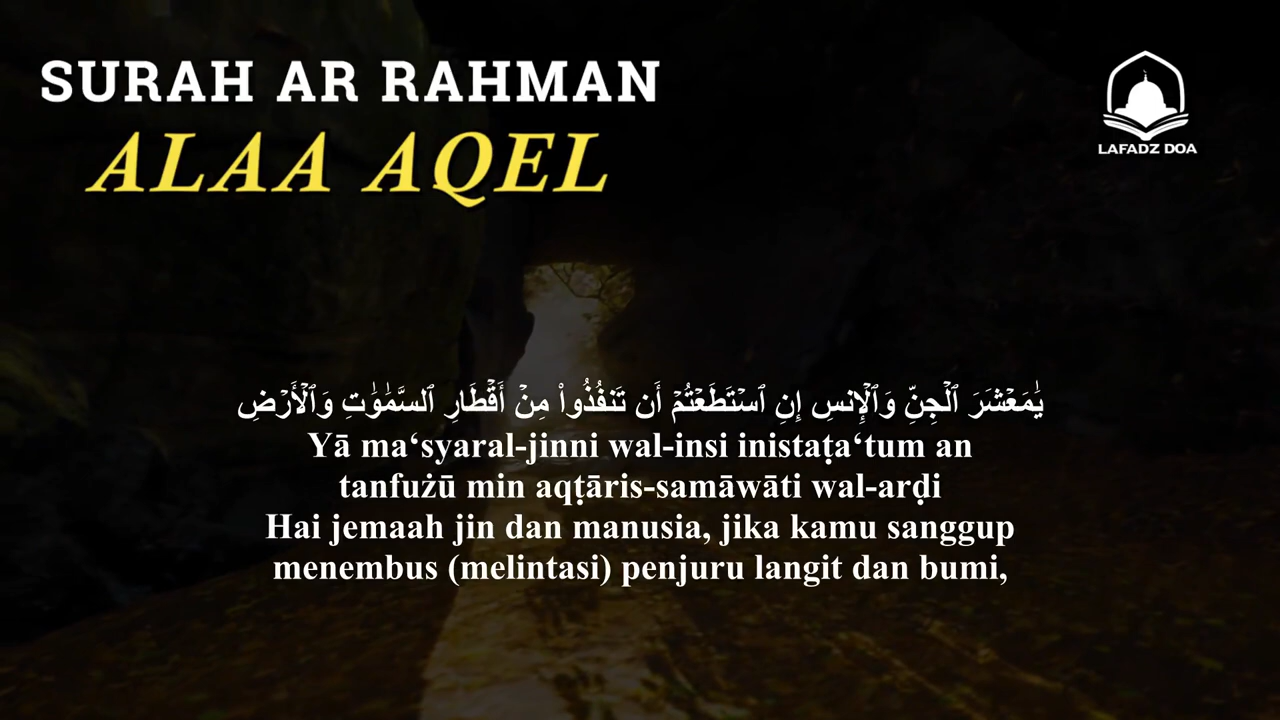 SURAH AR RAHMAN
ALAA AQEL
LAFADZ DOA
يَٰمَعْشَرَ ٱلْجِنِّ وَٱلْإِنسِ إِنِ ٱسْتَطَعْتُمْ أَن تَنفُذُوا۟ مِنْ أَقْطَارِ ٱلسَّمَٰوَٰتِ وَٱلْأَرْضِ
Yā ma‘syaral-jinni wal-insi inistaṭa‘tum an
tanfużū min aqṭāris-samāwāti wal-arḍi
Hai jemaah jin dan manusia, jika kamu sanggup
menembus (melintasi) penjuru langit dan bumi,